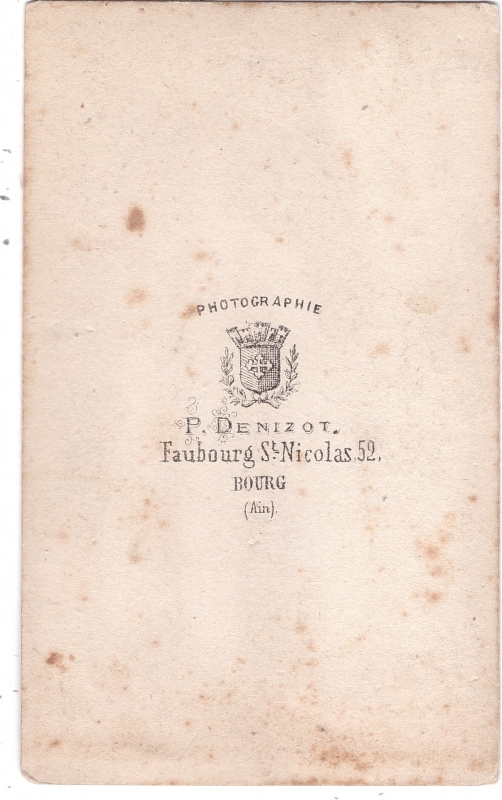 PHOTOGRAPHIE
P. DENIZOT.
Faubourg St. Nicolas, 52,
BOURG
(Ain).